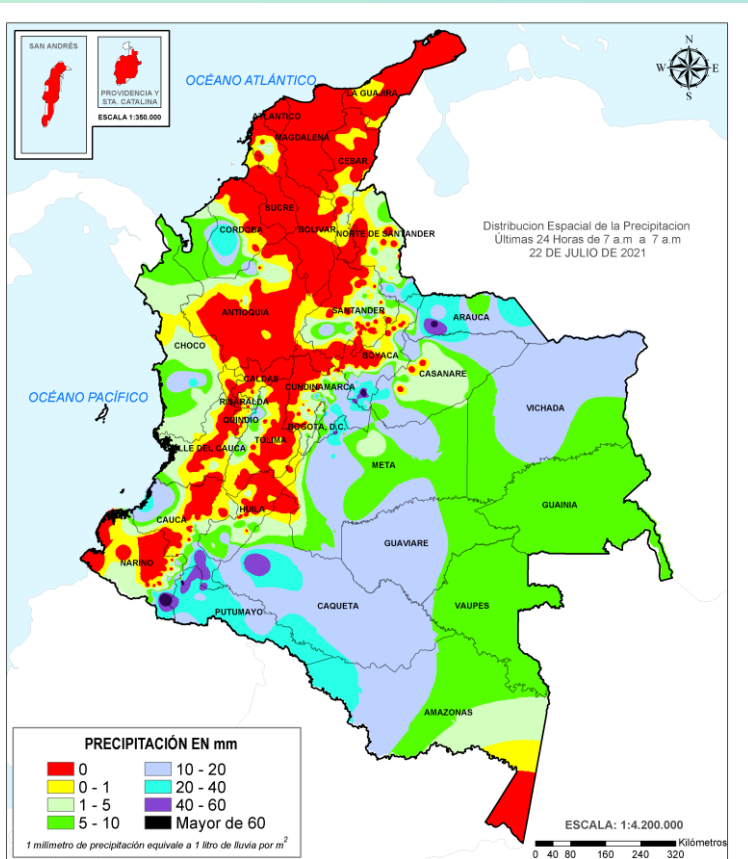 SAN ANDRÉS
PROVIDENCIA Y
STA. CATALINA
ESCALA 1:350.000
N
W
E
S
OCÉANO ATLÁNTICO
LA GUAJIRA
ATLANTICO
MAGDALENA
CESAR
SUCRE
CORDOBA
BOLIVAR
NORTE DE SANTANDER
Distribucion Espacial de la Precipitacion
Últimas 24 Horas de 7 a.m a 7 a.m
22 DE JULIO DE 2021
ANTIOQUIA
SANTANDER
ARAUCA
CHOCO
BOYACA
CASANARE
CALDAS
CUNDINAMARCA
OCÉANO PACÍFICO
RISARALDA
VICHADA
QUINDIO
BOGOTA, D.C.
TOLIMA
VALLE DEL CAUCA
META
GUAINIA
HUILA
CAUCA
GUAVIARE
NARIÑO
CAQUETA
VAUPES
PUTUMAYO
AMAZONAS
PRECIPITACIÓN EN mm
0
0 - 1
1 - 5
5 - 10
10 - 20
20 - 40
40 - 60
Mayor de 60
1 milimetro de precipitación equivale a 1 litro de lluvia por m2
ESCALA: 1:4.200.000
Kilómetros
0 40 80 160 240 320